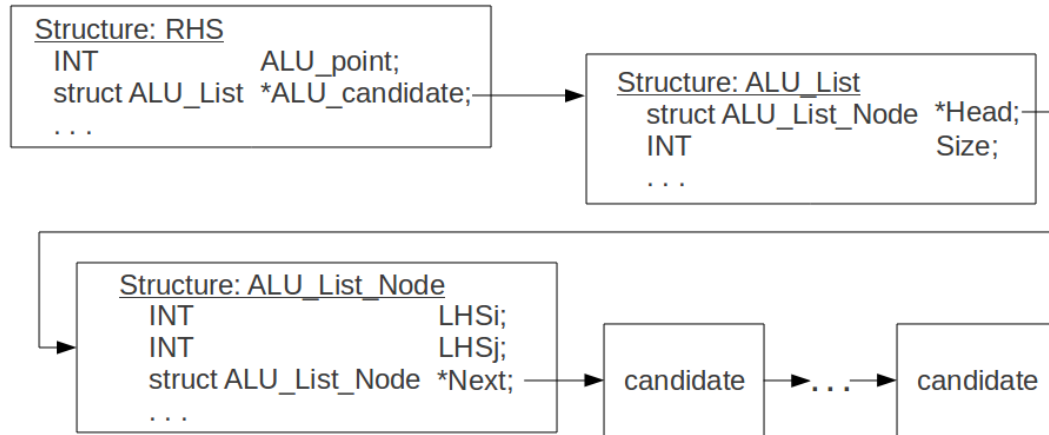 Structure: RHS
INT ALU_point;
struct ALU_List *ALU_candidate;
. . .
Structure: ALU_List
struct ALU_List_Node *Head;
INT Size;
. . .
Structure: ALU_List_Node
INT LHSi;
INT LHSj;
struct ALU_List_Node *Next;
. . .
candidate
. . .
candidate